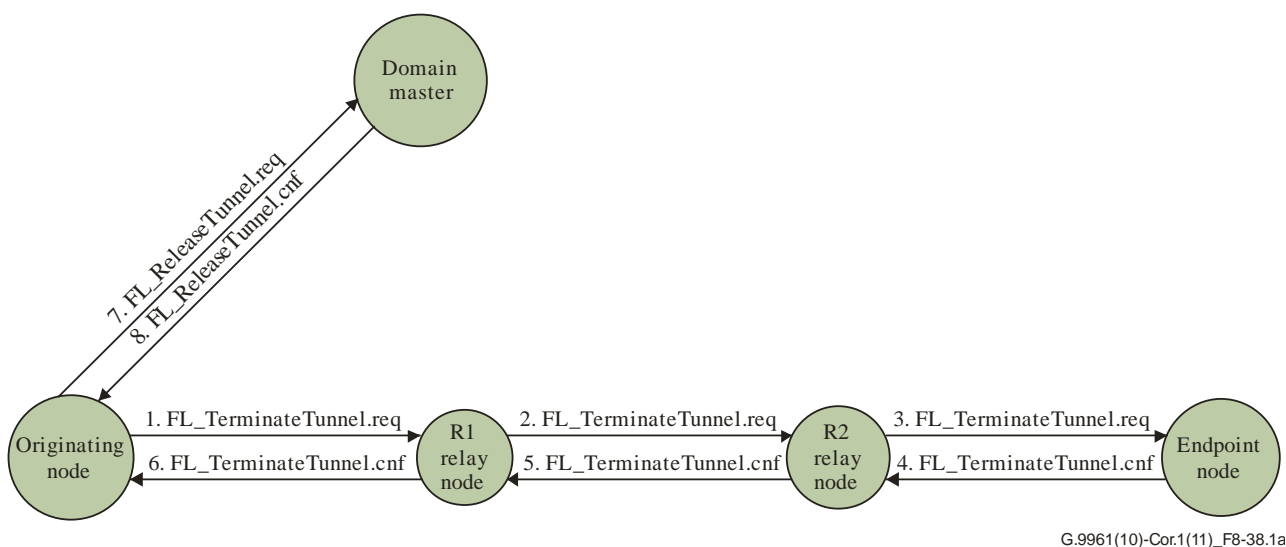 Domain
master
7. FL_ReleaseTunnel.req
8. FL_ReleaseTunnel.cnf
Originating
node
1. FL_TerminateTunnel.req
6. FL_TerminateTunnel.cnf
R1
relay
node
2. FL_TerminateTunnel.req
5. FL_TerminateTunnel.cnf
R2
relay
node
3. FL_TerminateTunnel.req
4. FL_TerminateTunnel.cnf
Endpoint
node
G.9961(10)-Cor.1(11)_F8-38.1a